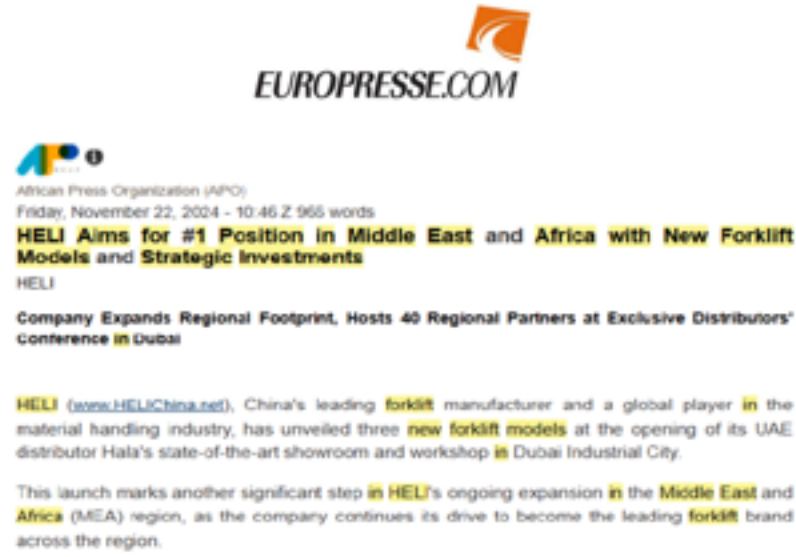 EUROPRESSE.COM
APO
African Press Organization (APO)
Friday, November 22, 2024 - 10:46 Z 965 words
HELI Aims for #1 Position in Middle East and Africa with New Forklift
Models and Strategic Investments
HELI
Company Expands Regional Footprint, Hosts 40 Regional Partners at Exclusive Distributors'
Conference in Dubai
HELI (www.HELIChina.net), China's leading forklift manufacturer and a global player in the
material handling industry, has unveiled three new forklift models at the opening of its UAE
distributor Hala's state-of-the-art showroom and workshop in Dubai Industrial City.
This launch marks another significant step in HELI's ongoing expansion in the Middle East and
Africa (MEA) region, as the company continues its drive to become the leading forklift brand
across the region.